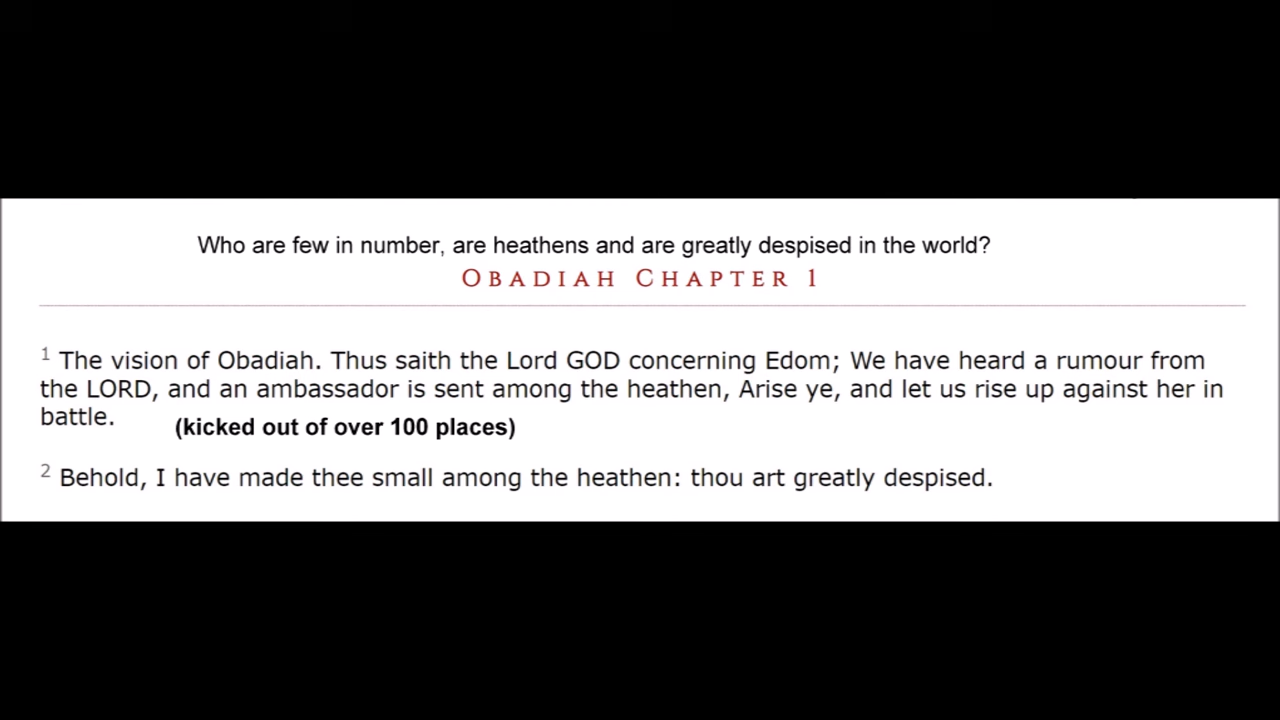 Who are few in number, are heathens and are greatly despised in the world?
OBADIAH CHAPTER 1
1 The vision of Obadiah. Thus saith the Lord GOD concerning Edom; We have heard a rumour from
the LORD, and an ambassador is sent among the heathen, Arise ye, and let us rise up against her in
battle. (kicked out of over 100 places)
2 Behold, I have made thee small among the heathen: thou art greatly despised.